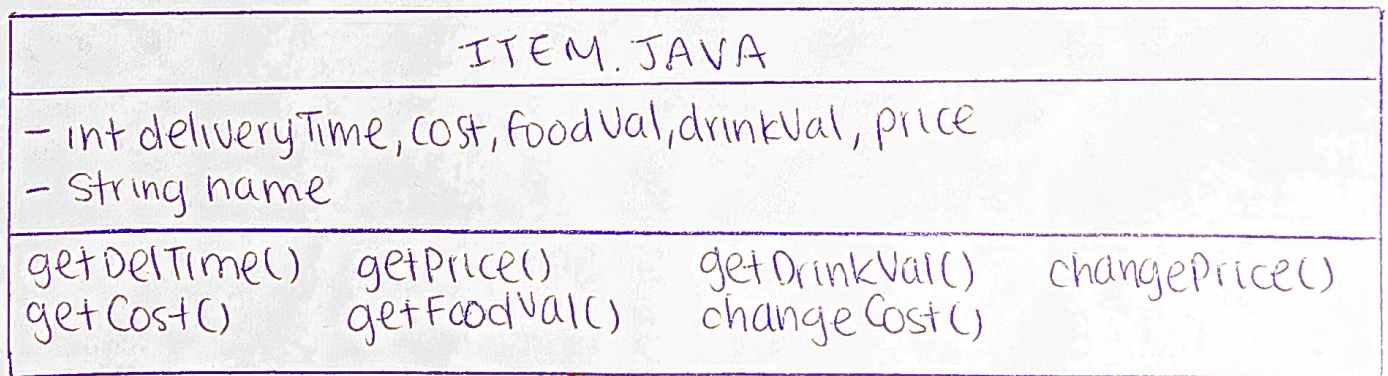 ITEM.JAVA
- int deliveryTime, cost, foodVal, drinkVal, price
- String name
getDelTime() getPrice() getDrinkVal() changePrice()
getCost() getFoodVal() changeCost()